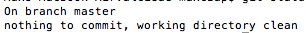 On branch master
nothing to commit, working directory clean